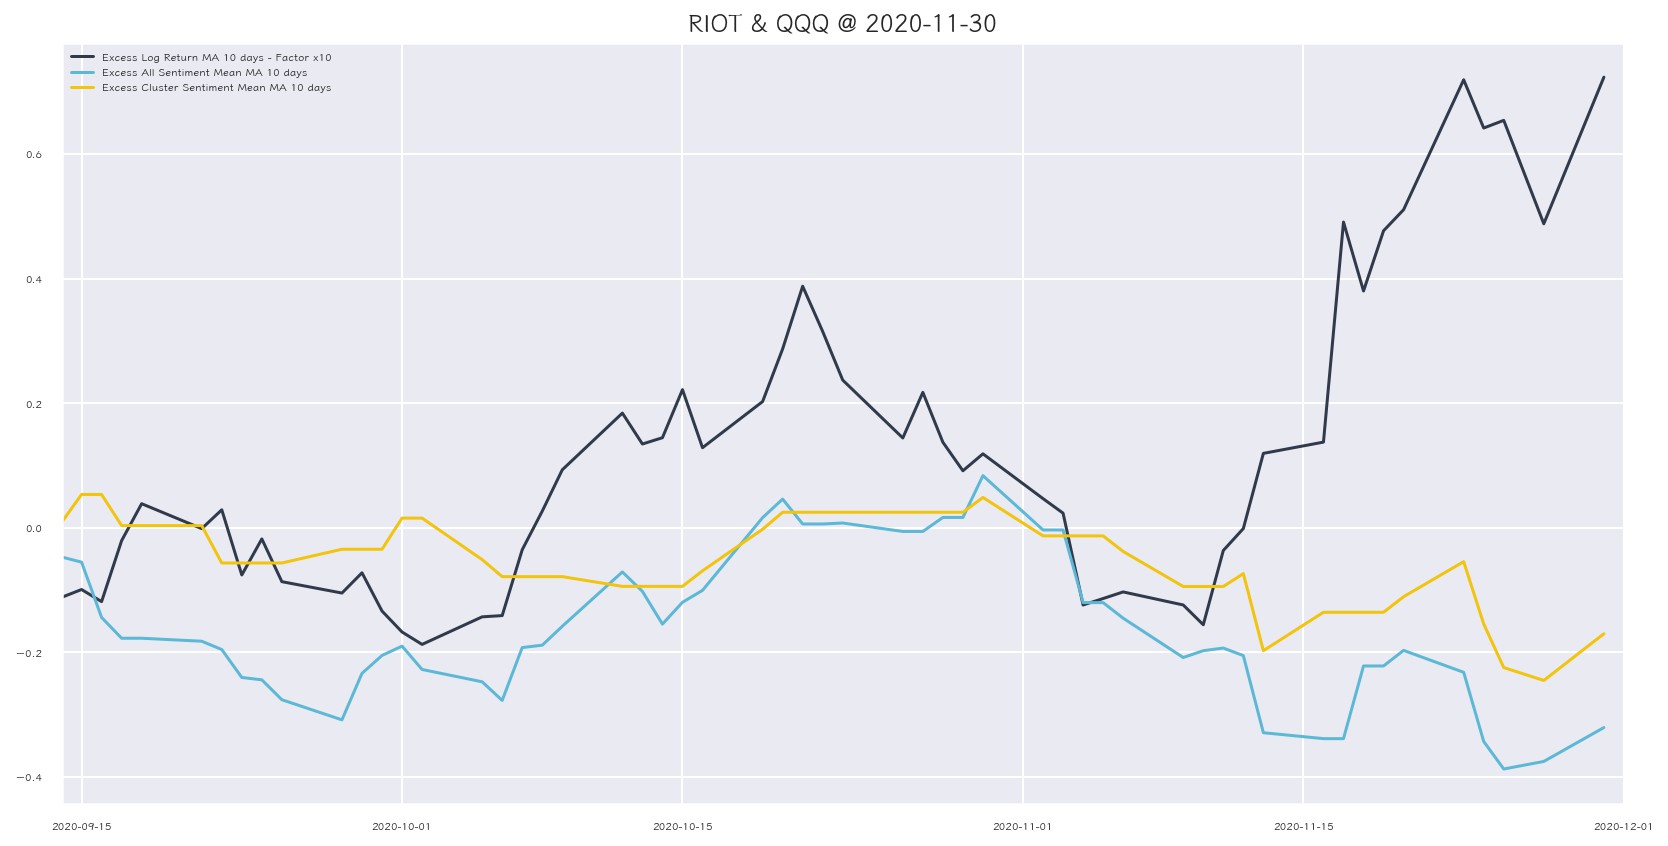 RIOT & QQQ @ 2020-11-30
Excess Log Return MA 10 days - Factor x10
Excess All Sentiment Mean MA 10 days
Excess Cluster Sentiment Mean MA 10 days
0.6
0.4
0.2
0.0
−0.2
−0.4
2020-09-15 2020-10-01 2020-10-15 2020-11-01 2020-11-15 2020-12-01